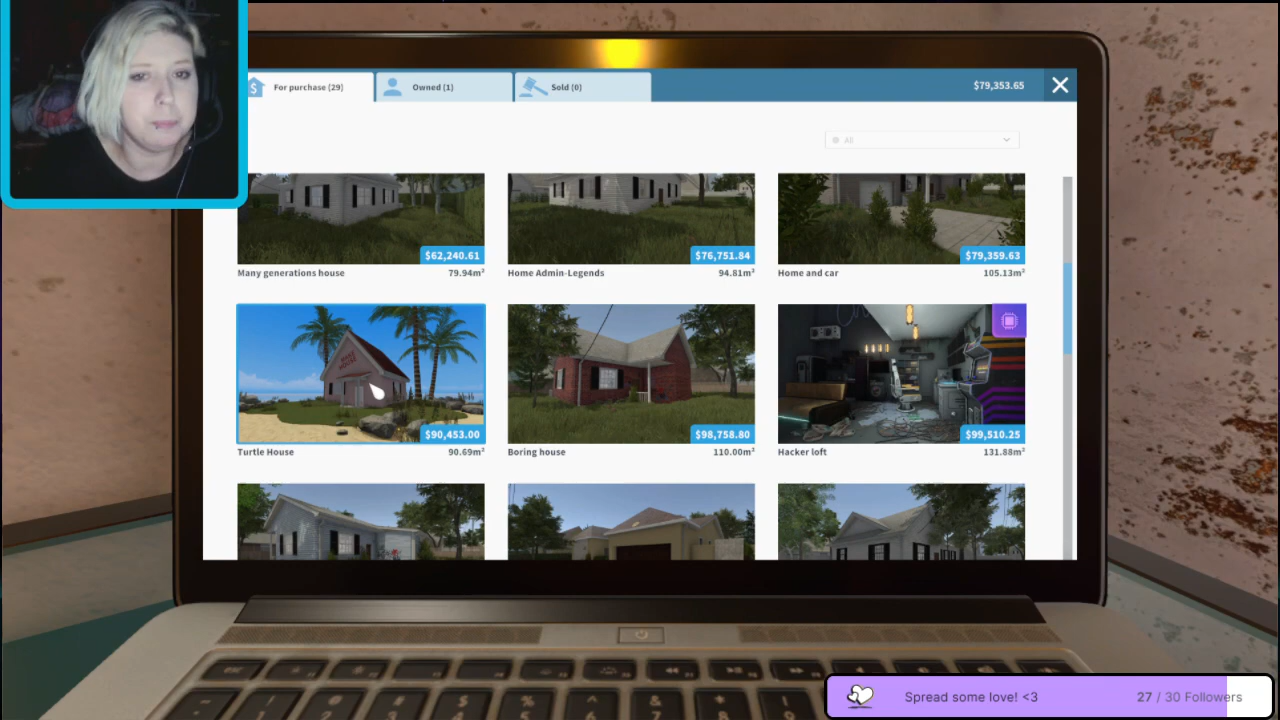 For purchase (29)
Owned (1)
Sold (0)
$79,353.65
All
$62,240.61
$76,751.84
$79,359.63
Many generations house
79.94m²
Home Admin-Legends
94.81m²
Home and car
105.13m²
$90,453.00
$98,758.80
$99,510.25
Turtle House
90.69m²
Boring house
110.00m²
Hacker loft
131.88m²
Spread some love! <3
27 / 30 Followers